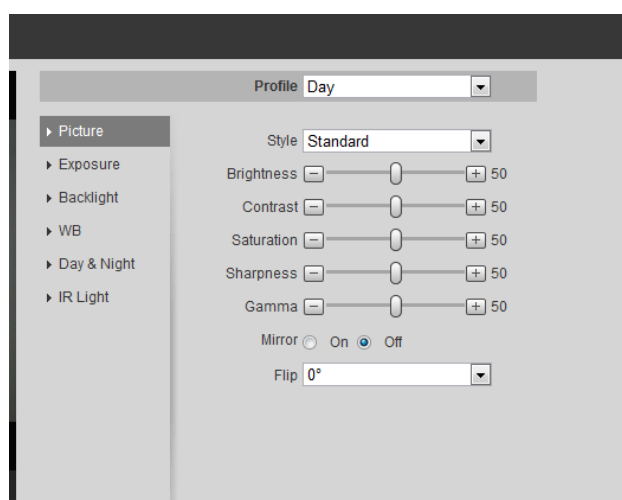 Profile Day
Picture
Exposure
Backlight
WB
Day & Night
IR Light
Style Standard
Brightness 50
Contrast 50
Saturation 50
Sharpness 50
Gamma 50
Mirror On Off
Flip 0°